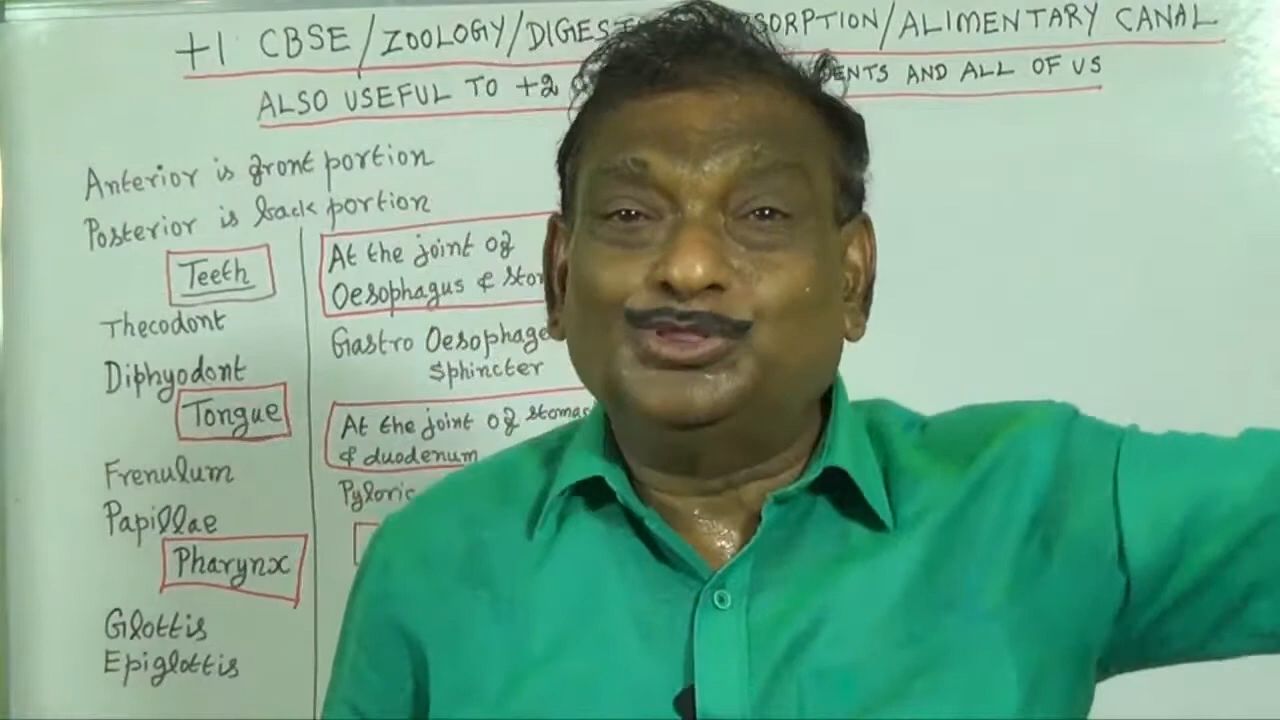 +1 CBSE/ZOOLOGY/DIGES SORPTION/ALIMENTARY CANAL
ALSO USEFUL TO +2 ENTS AND ALL OF US
Anterior is front portion
Posterior is back portion
Teeth
Thecodont
Diphyodont
Tongue
Frenulum
Papillae
Pharynx
Glottis
Epiglottis
At the joint of
Oesophagus & Sto
Gastro Oesophage
Sphincter
At the joint of stomac
& duodenum
Pyloric